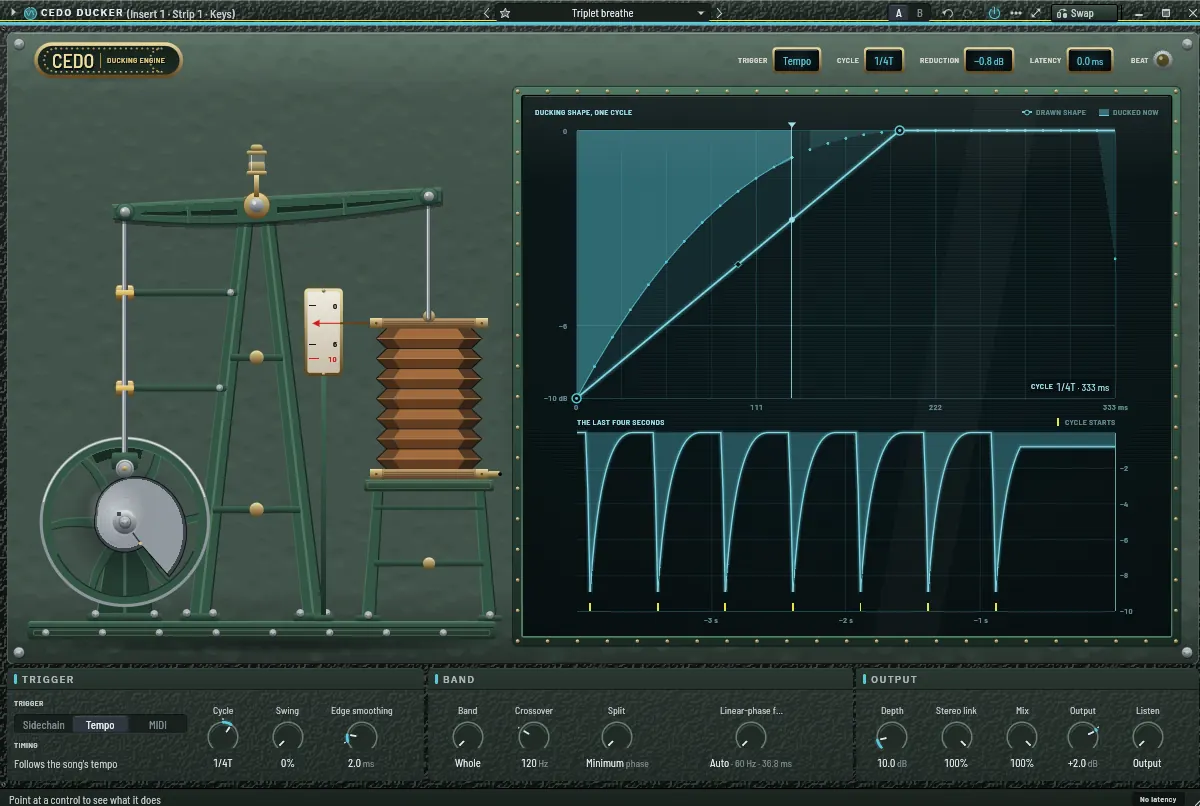 CEDO DUCKER (Insert 1 · Strip 1 · Keys)
Triplet breathe
A B
Swap
CEDO DUCKING ENGINE
TRIGGER Tempo CYCLE 1/4T REDUCTION −0.8 dB LATENCY 0.0 ms BEAT
DUCKING SHAPE, ONE CYCLE
DRAWN SHAPE DUCKED NOW
0
−6
−10 dB
CYCLE 1/4T · 333 ms
0 111 222 333 ms
0
6
10
THE LAST FOUR SECONDS
CYCLE STARTS
−2
−4
−6
−8
−10
−3 s −2 s −1 s
TRIGGER
TRIGGER
Sidechain Tempo MIDI
TIMING
Follows the song's tempo
Cycle Swing Edge smoothing
1/4T 0% 2.0 ms
BAND
Band Crossover Split Linear-phase f...
Whole 120 Hz Minimum phase Auto · 60 Hz · 36.8 ms
OUTPUT
Depth Stereo link Mix Output Listen
10.0 dB 100% 100% +2.0 dB Output
Point at a control to see what it does
No latency